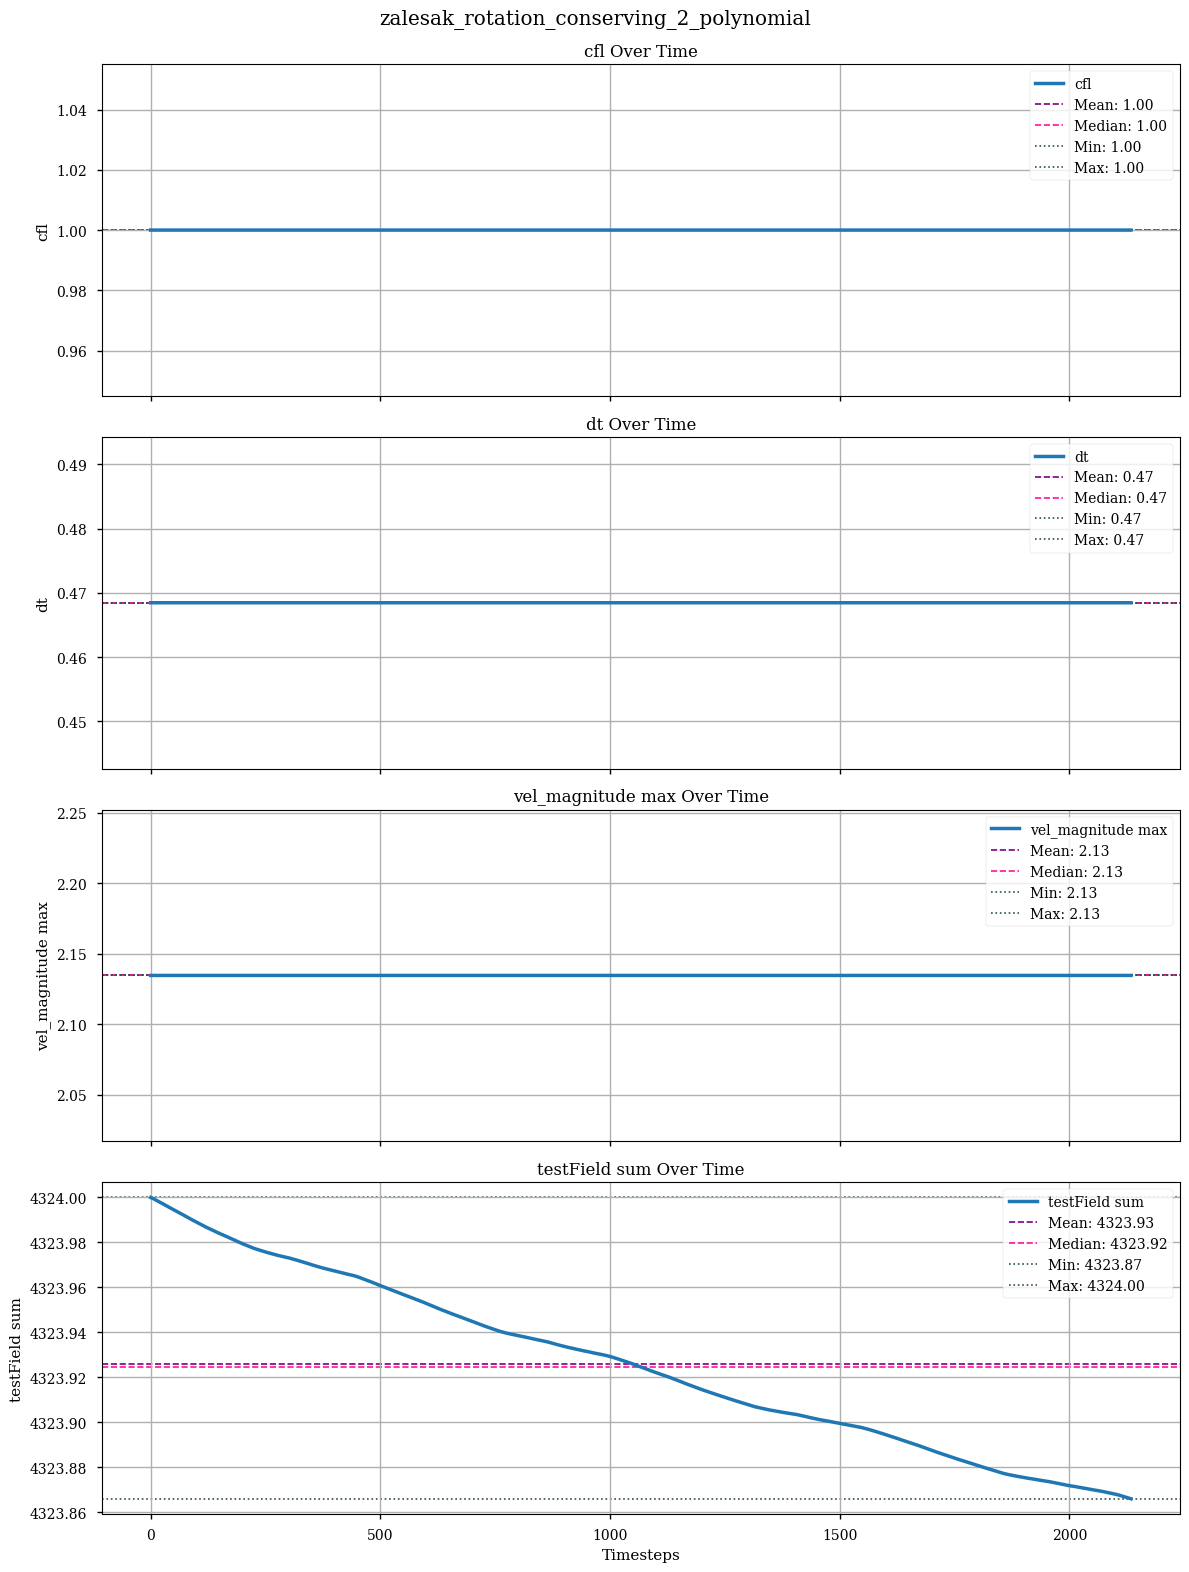 zalesak_rotation_conserving_2_polynomial
cfl Over Time
cfl
1.04
1.02
1.00
0.98
0.96
cfl
Mean: 1.00
Median: 1.00
Min: 1.00
Max: 1.00
dt Over Time
dt
0.49
0.48
0.47
0.46
0.45
dt
Mean: 0.47
Median: 0.47
Min: 0.47
Max: 0.47
vel_magnitude max Over Time
vel_magnitude max
2.25
2.20
2.15
2.10
2.05
vel_magnitude max
Mean: 2.13
Median: 2.13
Min: 2.13
Max: 2.13
testField sum Over Time
testField sum
4324.00
4323.98
4323.96
4323.94
4323.92
4323.90
4323.88
4323.86
testField sum
Mean: 4323.93
Median: 4323.92
Min: 4323.87
Max: 4324.00
0 500 1000 1500 2000
Timesteps